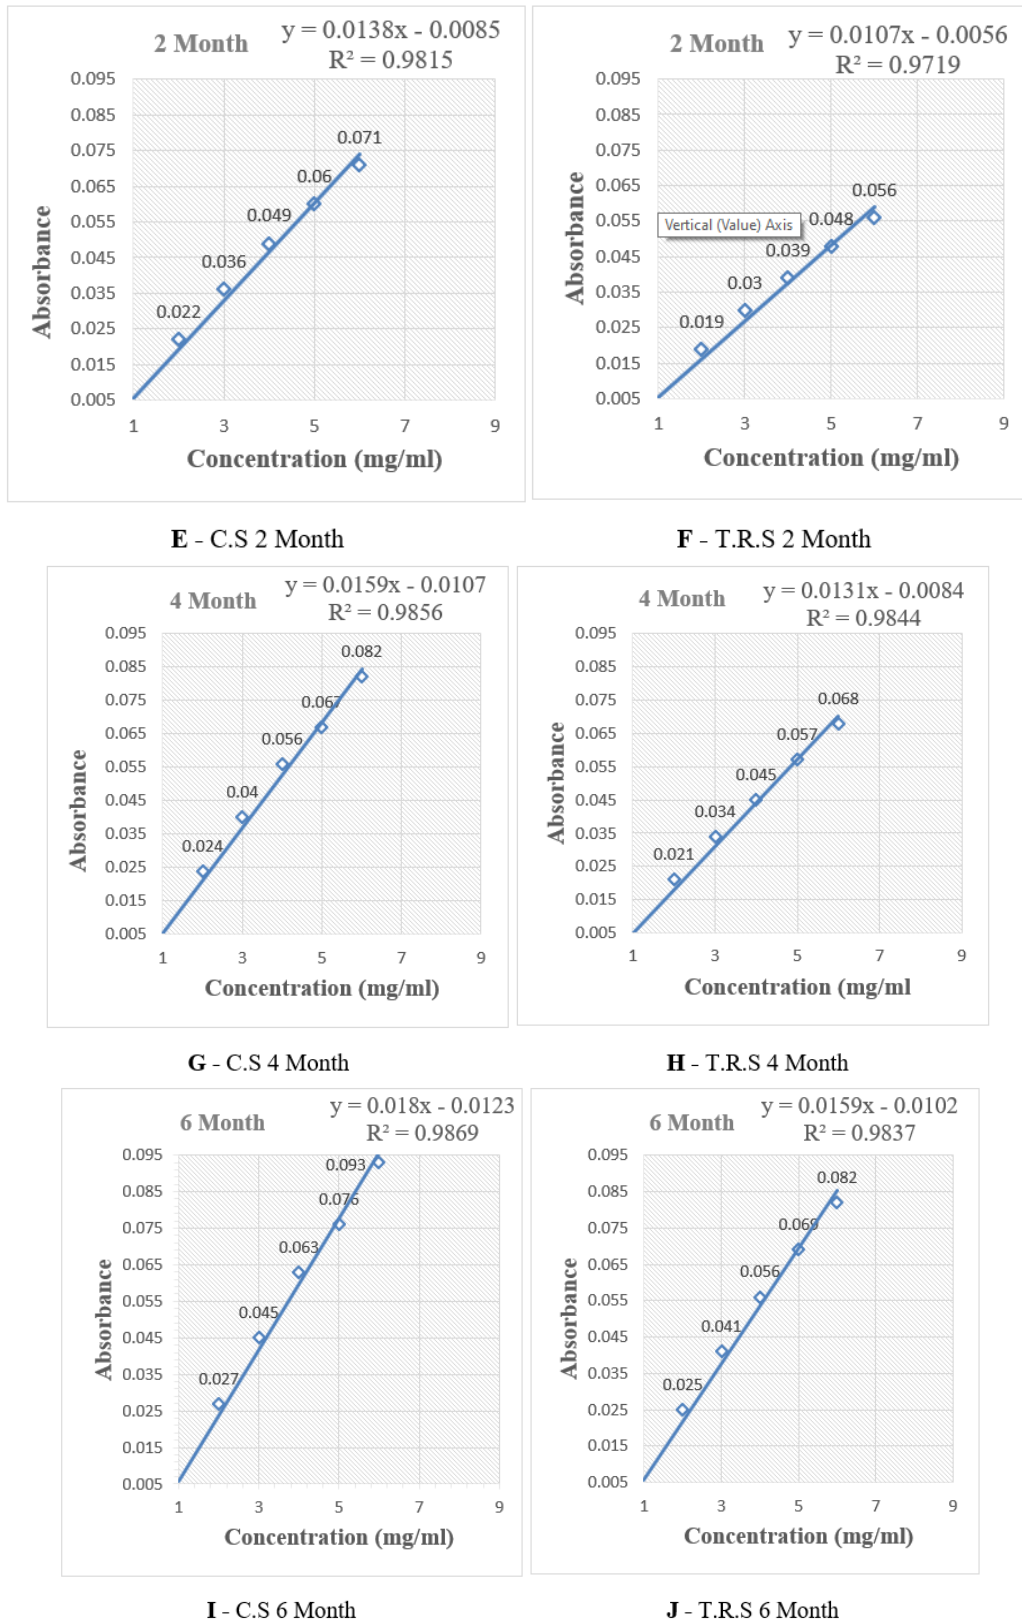 2 Month
y = 0.0138x - 0.0085
R² = 0.9815
0.095
0.085
0.075
0.065
0.055
0.045
0.035
0.025
0.015
0.005
0.022
0.036
0.049
0.06
0.071
1 3 5 7 9
Absorbance
Concentration (mg/ml)
E - C.S 2 Month
2 Month
y = 0.0107x - 0.0056
R² = 0.9719
0.095
0.085
0.075
0.065
0.055
0.045
0.035
0.025
0.015
0.005
Vertical (Value) Axis
0.019
0.03
0.039
0.048
0.056
1 3 5 7 9
Absorbance
Concentration (mg/ml)
F - T.R.S 2 Month
4 Month
y = 0.0159x - 0.0107
R² = 0.9856
0.095
0.085
0.075
0.065
0.055
0.045
0.035
0.025
0.015
0.005
0.024
0.04
0.056
0.067
0.082
1 3 5 7 9
Absorbance
Concentration (mg/ml)
G - C.S 4 Month
4 Month
y = 0.0131x - 0.0084
R² = 0.9844
0.095
0.085
0.075
0.065
0.055
0.045
0.035
0.025
0.015
0.005
0.021
0.034
0.045
0.057
0.068
1 3 5 7 9
Absorbance
Concentration (mg/ml
H - T.R.S 4 Month
6 Month
y = 0.018x - 0.0123
R² = 0.9869
0.095
0.085
0.075
0.065
0.055
0.045
0.035
0.025
0.015
0.005
0.027
0.045
0.063
0.076
0.093
1 3 5 7 9
Absorbance
Concentration (mg/ml)
I - C.S 6 Month
6 Month
y = 0.0159x - 0.0102
R² = 0.9837
0.095
0.085
0.075
0.065
0.055
0.045
0.035
0.025
0.015
0.005
0.025
0.041
0.056
0.069
0.082
1 3 5 7 9
Absorbance
Concentration (mg/ml)
J - T.R.S 6 Month